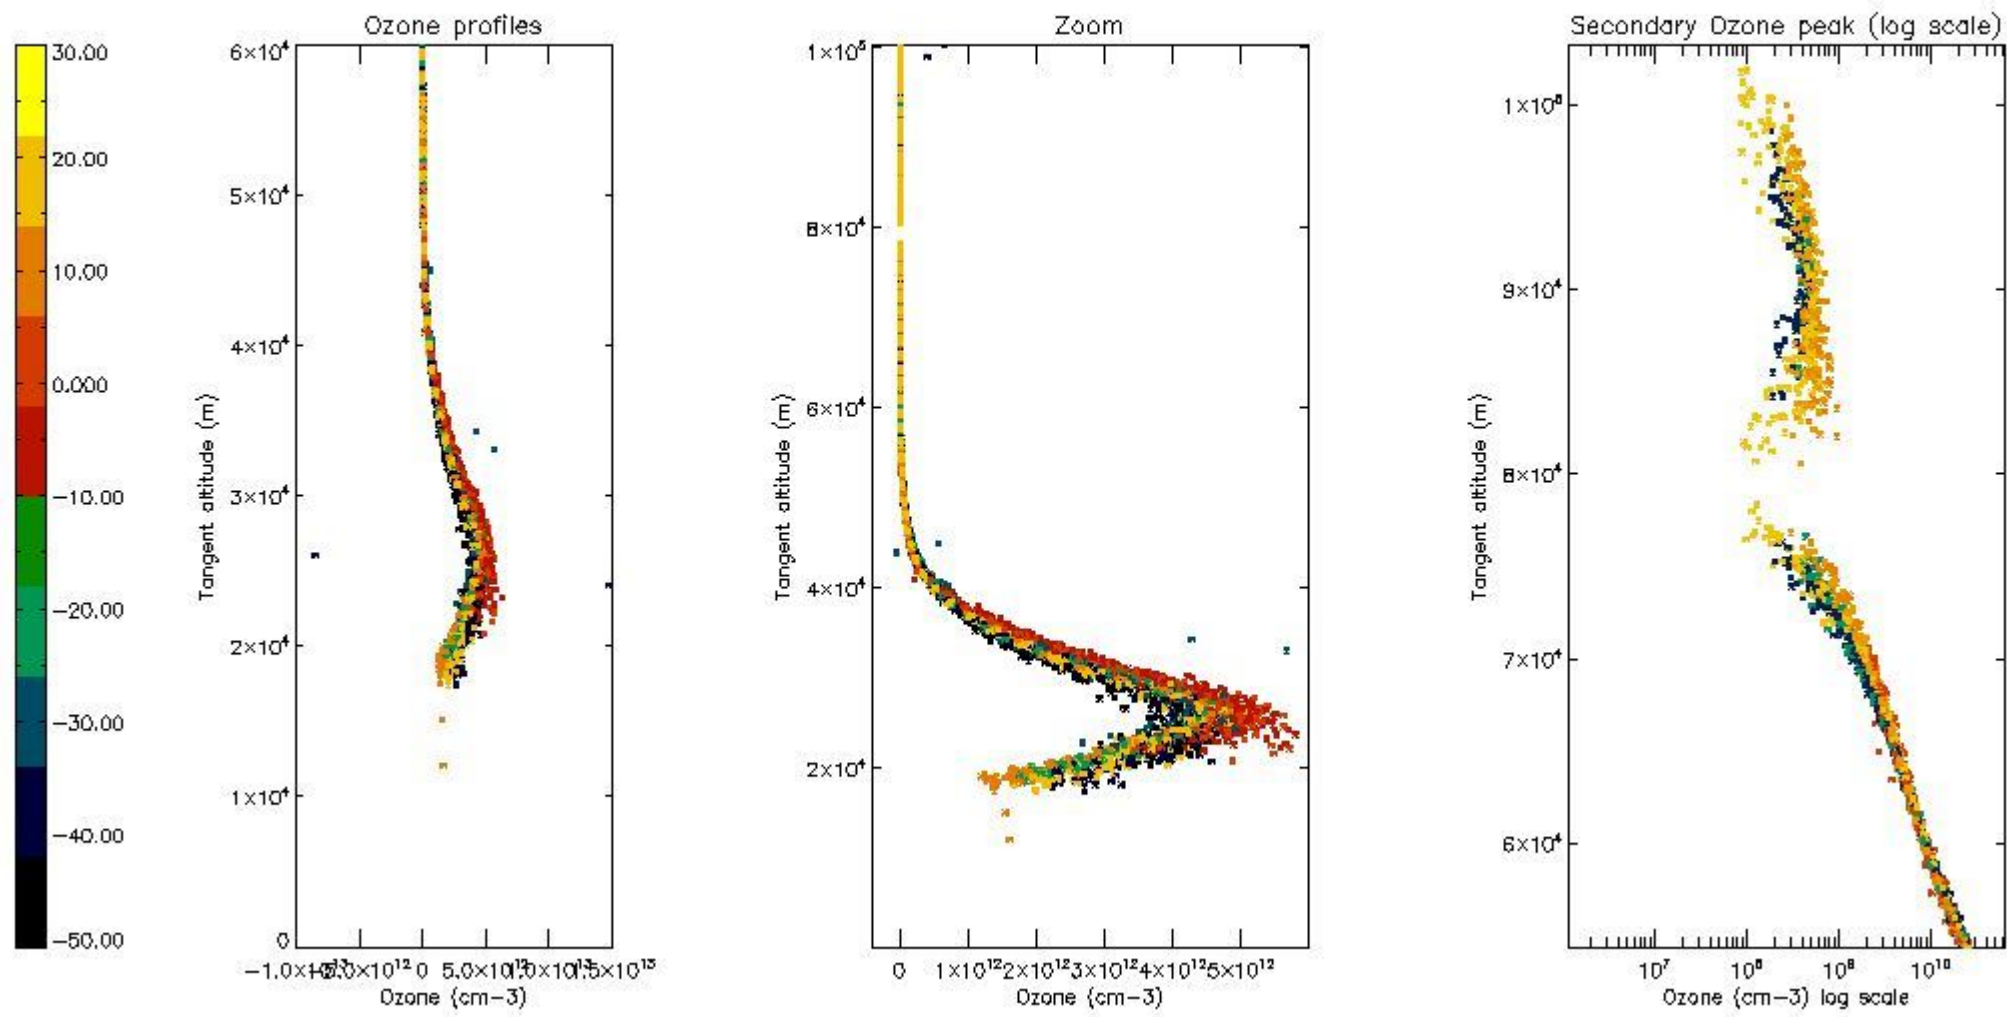 Ozone profiles
Zoom
Secondary Ozone peak (log scale)
30.00
20.00
10.00
0.000
−10.00
−20.00
−30.00
−40.00
−50.00
6×10⁴
5×10⁴
4×10⁴
3×10⁴
2×10⁴
1×10⁴
0
Tangent altitude (m)
0
Ozone (cm−3)
1×10⁵
8×10⁴
6×10⁴
4×10⁴
2×10⁴
Tangent altitude (m)
0 1×10¹² 2×10¹² 3×10¹² 4×10¹² 5×10¹²
Ozone (cm−3)
9×10⁴
8×10⁴
7×10⁴
6×10⁴
Tangent altitude (m)
10⁷ 10⁸ 10⁹ 10¹⁰
Ozone (cm−3) log scale